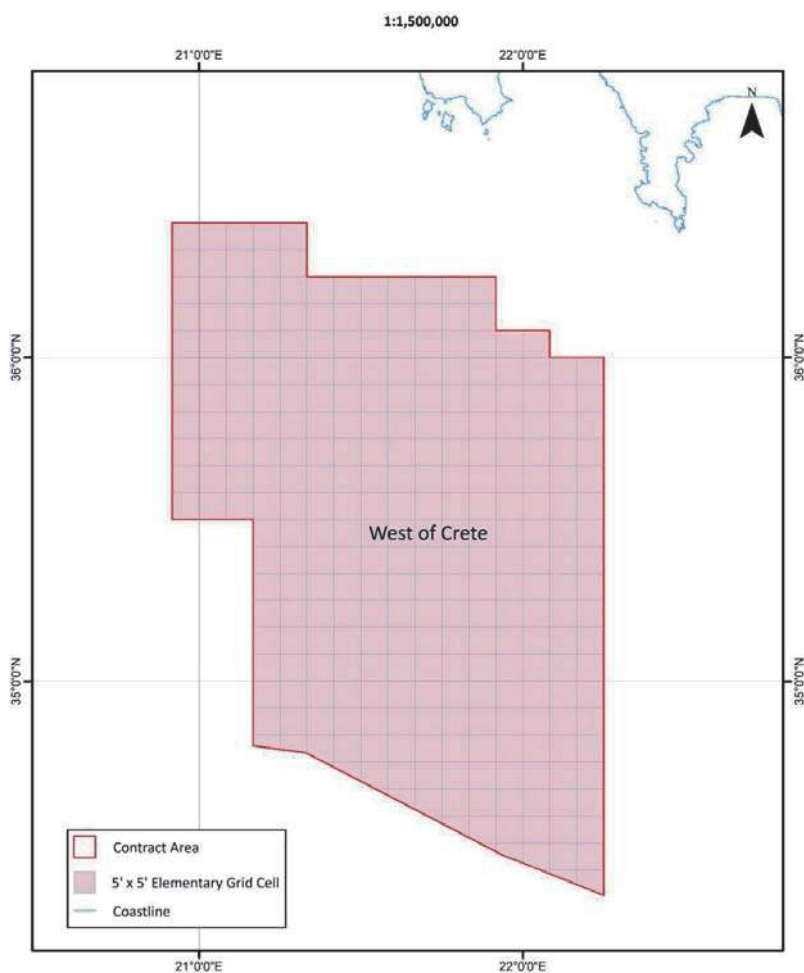 1:1,500,000
21°0'0"E
22°0'0"E
N
36°0'0"N
36°0'0"N
West of Crete
35°0'0"N
35°0'0"N
Contract Area
5' x 5' Elementary Grid Cell
Coastline
21°0'0"E
22°0'0"E